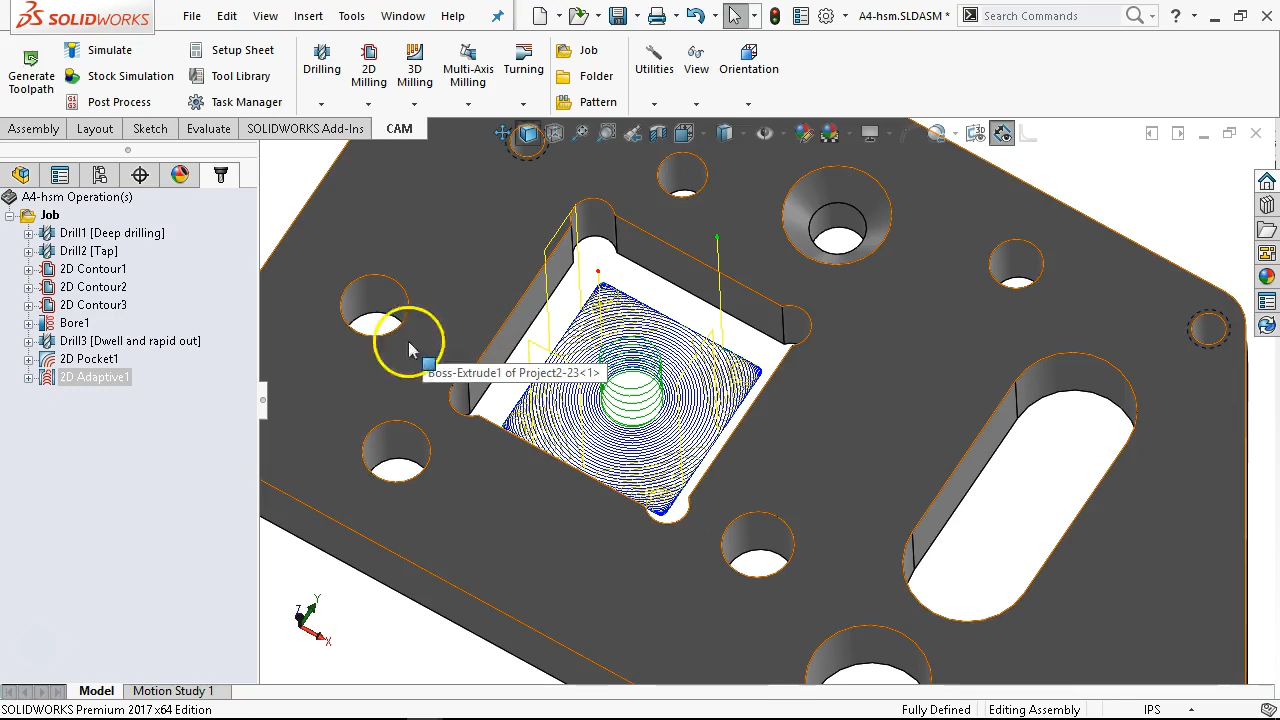 SOLIDWORKS File Edit View Insert Tools Window Help A4-hsm.SLDASM * Search Commands
Generate Toolpath
Simulate
Stock Simulation
Post Process
Setup Sheet
Tool Library
Task Manager
Drilling
2D Milling
3D Milling
Multi-Axis Milling
Turning
Job
Folder
Pattern
Utilities
View
Orientation
Assembly Layout Sketch Evaluate SOLIDWORKS Add-Ins CAM
A4-hsm Operation(s)
Job
Drill1 [Deep drilling]
Drill2 [Tap]
2D Contour1
2D Contour2
2D Contour3
Bore1
Drill3 [Dwell and rapid out]
2D Pocket1
2D Adaptive1
Boss-Extrude1 of Project2-23<1>
Z
Y
X
Model Motion Study 1
SOLIDWORKS Premium 2017 x64 Edition Fully Defined Editing Assembly IPS